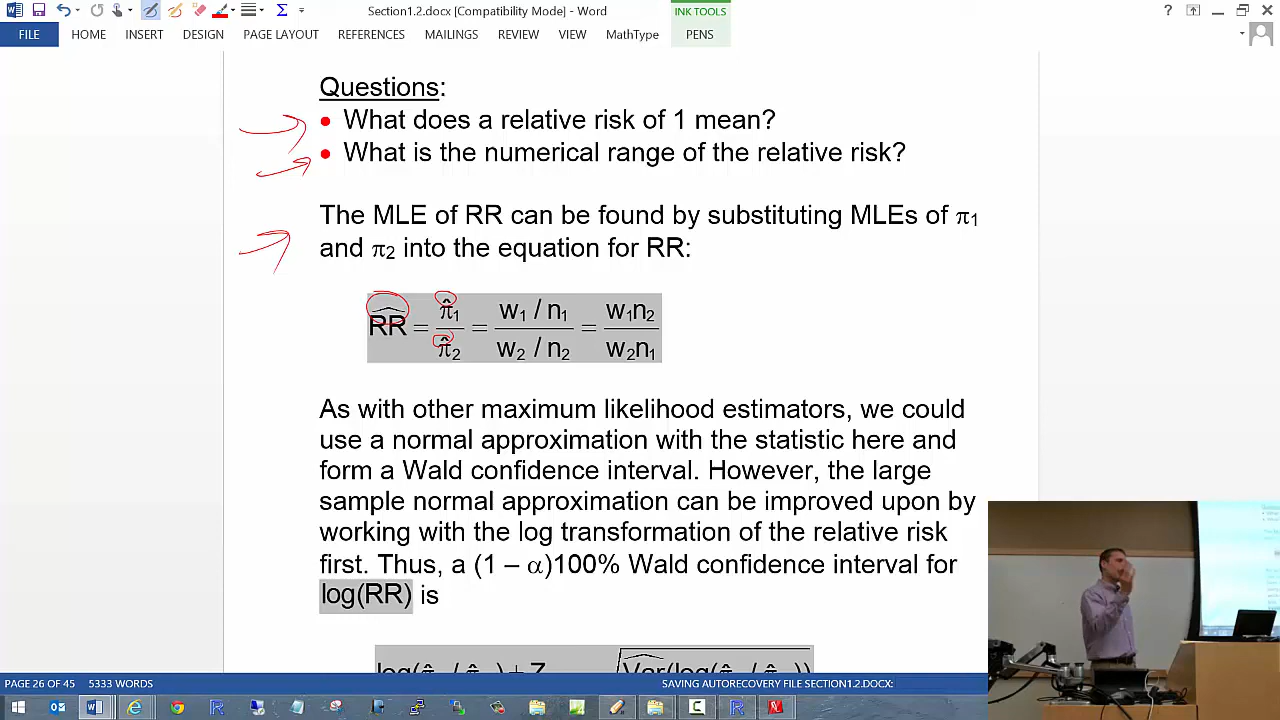 Section1.2.docx [Compatibility Mode] - Word
INK TOOLS
FILE HOME INSERT DESIGN PAGE LAYOUT REFERENCES MAILINGS REVIEW VIEW MathType PENS
Questions:
• What does a relative risk of 1 mean?
• What is the numerical range of the relative risk?
The MLE of RR can be found by substituting MLEs of π₁
and π₂ into the equation for RR:
R̂R = π̂₁ / π̂₂ = (w₁ / n₁) / (w₂ / n₂) = w₁n₂ / w₂n₁
As with other maximum likelihood estimators, we could
use a normal approximation with the statistic here and
form a Wald confidence interval. However, the large
sample normal approximation can be improved upon by
working with the log transformation of the relative risk
first. Thus, a (1 – α)100% Wald confidence interval for
log(RR) is
PAGE 26 OF 45 5333 WORDS SAVING AUTORECOVERY FILE SECTION1.2.DOCX: